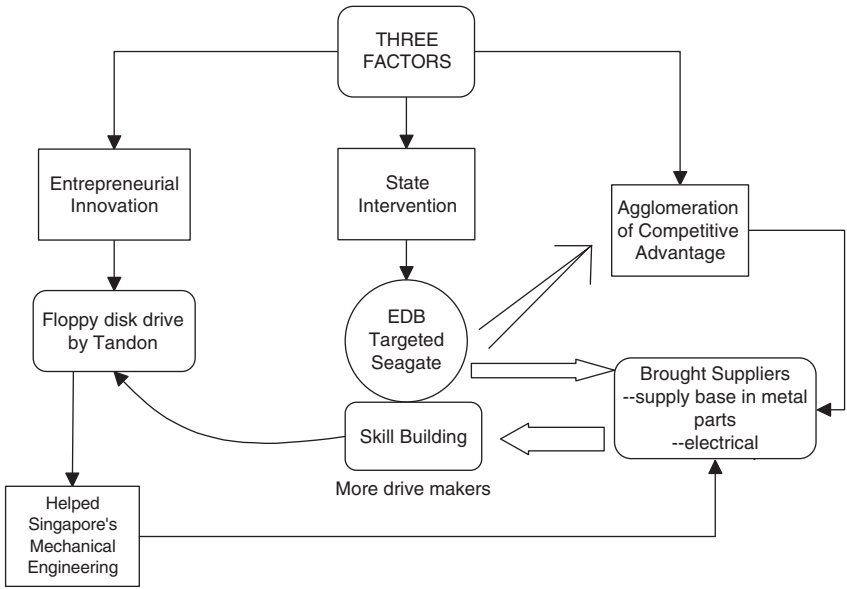 THREE
FACTORS
Entrepreneurial
Innovation
State
Intervention
Agglomeration
of Competitive
Advantage
Floppy disk drive
by Tandon
EDB
Targeted
Seagate
Brought Suppliers
--supply base in metal
parts
--electrical
Skill Building
More drive makers
Helped
Singapore's
Mechanical
Engineering